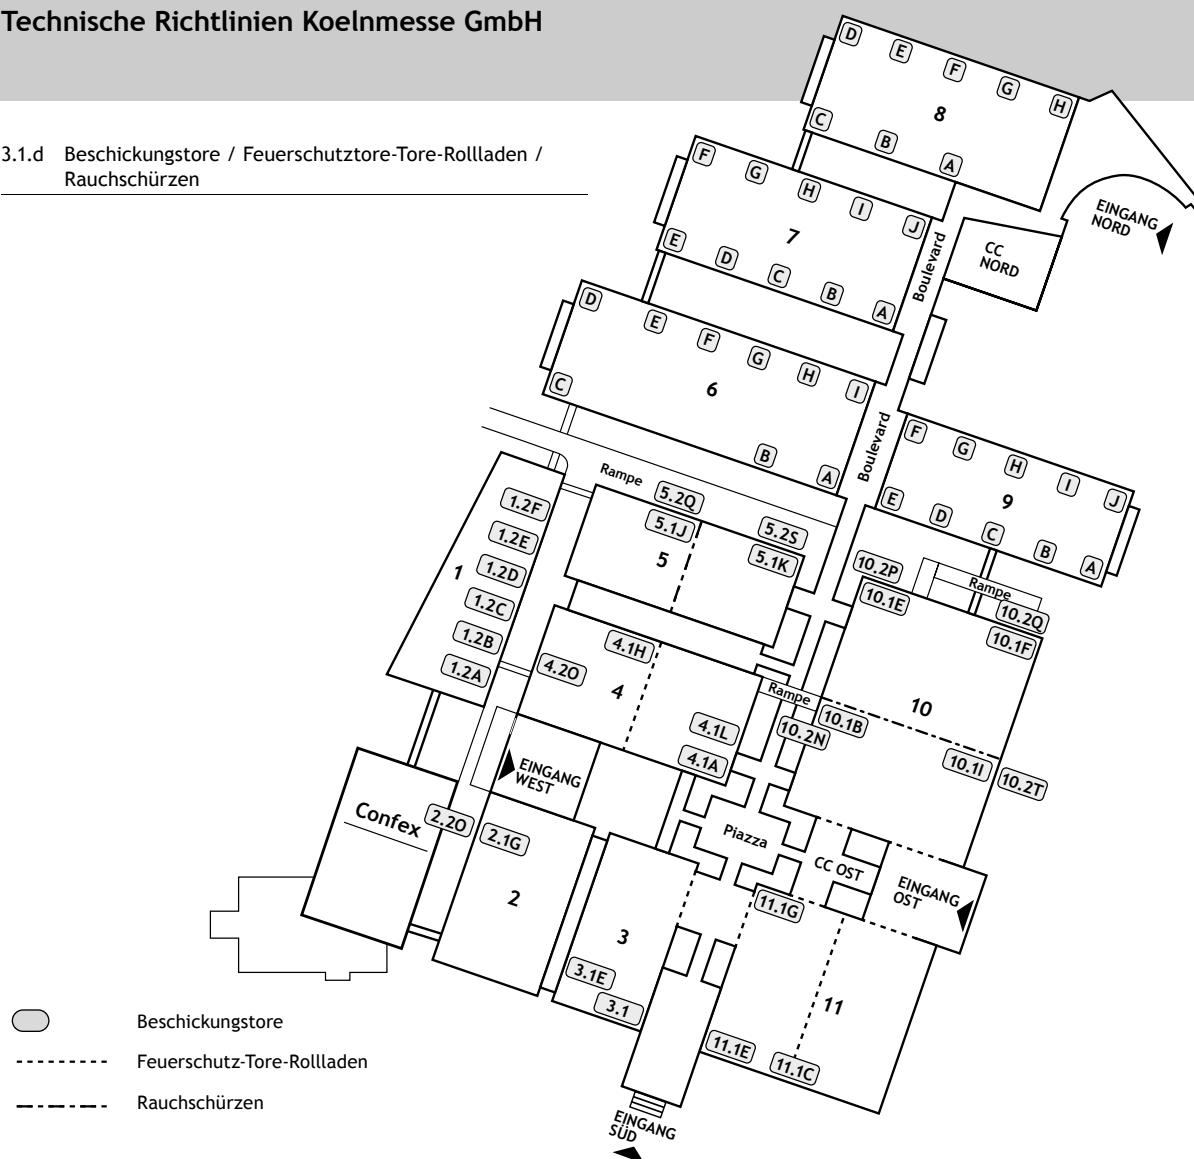 Technische Richtlinien Koelnmesse GmbH
3.1.d Beschickungstore / Feuerschutztore-Tore-Rollladen /
Rauchschürzen
D
E
F
G
H
8
C
B
A
EINGANG
NORD
F
G
H
I
J
7
E
D
C
B
A
Boulevard
CC
NORD
D
E
F
G
H
I
6
C
B
A
Boulevard
F
G
H
I
J
9
E
D
C
B
A
Rampe
5.2Q
5.1J
5.2S
5.1K
5
1.2F
1.2E
1.2D
1.2C
1.2B
1.2A
1
10.2P
10.1E
Rampe
10.2Q
10.1F
4.1H
4.2O
4
4.1L
4.1A
Rampe
10.2N
10.1B
10
10.1I
10.2T
EINGANG
WEST
Confex
2.2O
2.1G
2
Piazza
CC OST
EINGANG
OST
11.1G
3
3.1E
3.1
11
11.1E
11.1C
EINGANG
SÜD
Beschickungstore
Feuerschutz-Tore-Rollladen
Rauchschürzen